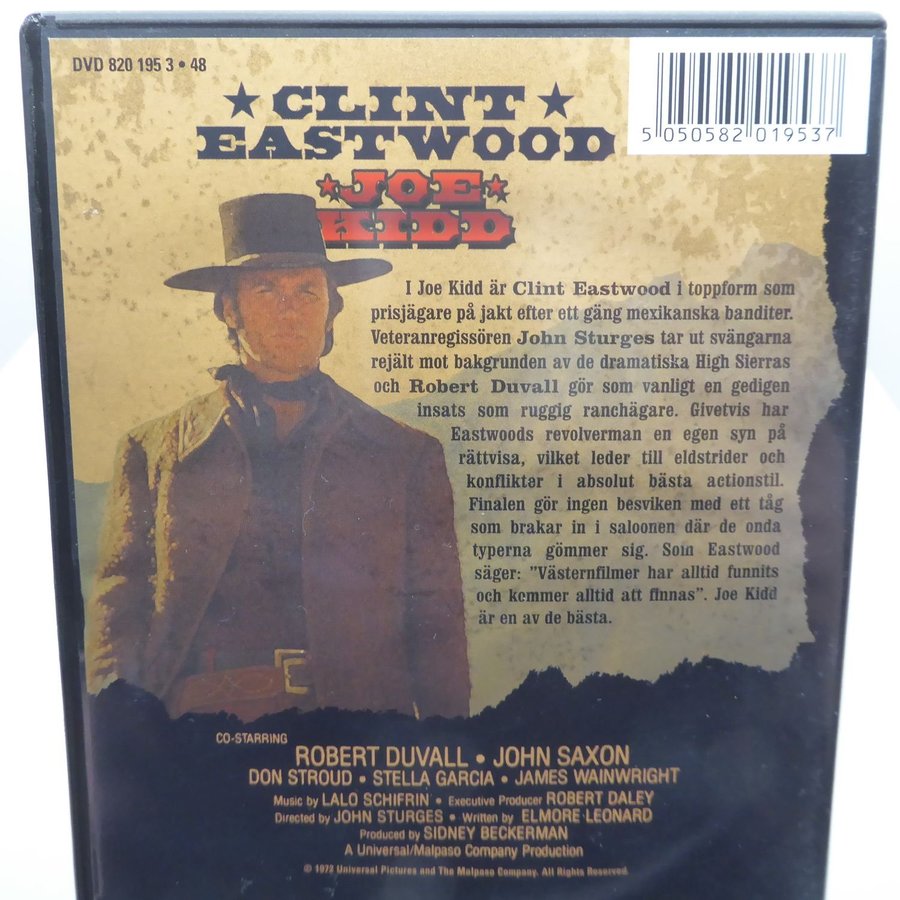 DVD 820 195 3 • 48
5 050582 019537
★ CLINT ★
EASTWOOD
★JOE★
KIDD
I Joe Kidd är Clint Eastwood i toppform som
prisjägare på jakt efter ett gäng mexikanska banditer.
Veteranregissören John Sturges tar ut svängarna
rejält mot bakgrunden av de dramatiska High Sierras
och Robert Duvall gör som vanligt en gedigen
insats som ruggig ranchägare. Givetvis har
Eastwoods revolverman en egen syn på
rättvisa, vilket leder till eldstrider och
konflikter i absolut bästa actionstil.
Finalen gör ingen besviken med ett tåg
som brakar in i saloonen där de onda
typerna gömmer sig. Som Eastwood
säger: ”Västernfilmer har alltid funnits
och kommer alltid att finnas”. Joe Kidd
är en av de bästa.
CO-STARRING
ROBERT DUVALL • JOHN SAXON
DON STROUD • STELLA GARCIA • JAMES WAINWRIGHT
Music by LALO SCHIFRIN • Executive Producer ROBERT DALEY
Directed by JOHN STURGES • Written by ELMORE LEONARD
Produced by SIDNEY BECKERMAN
A Universal/Malpaso Company Production
© 1972 Universal Pictures and The Malpaso Company. All Rights Reserved.